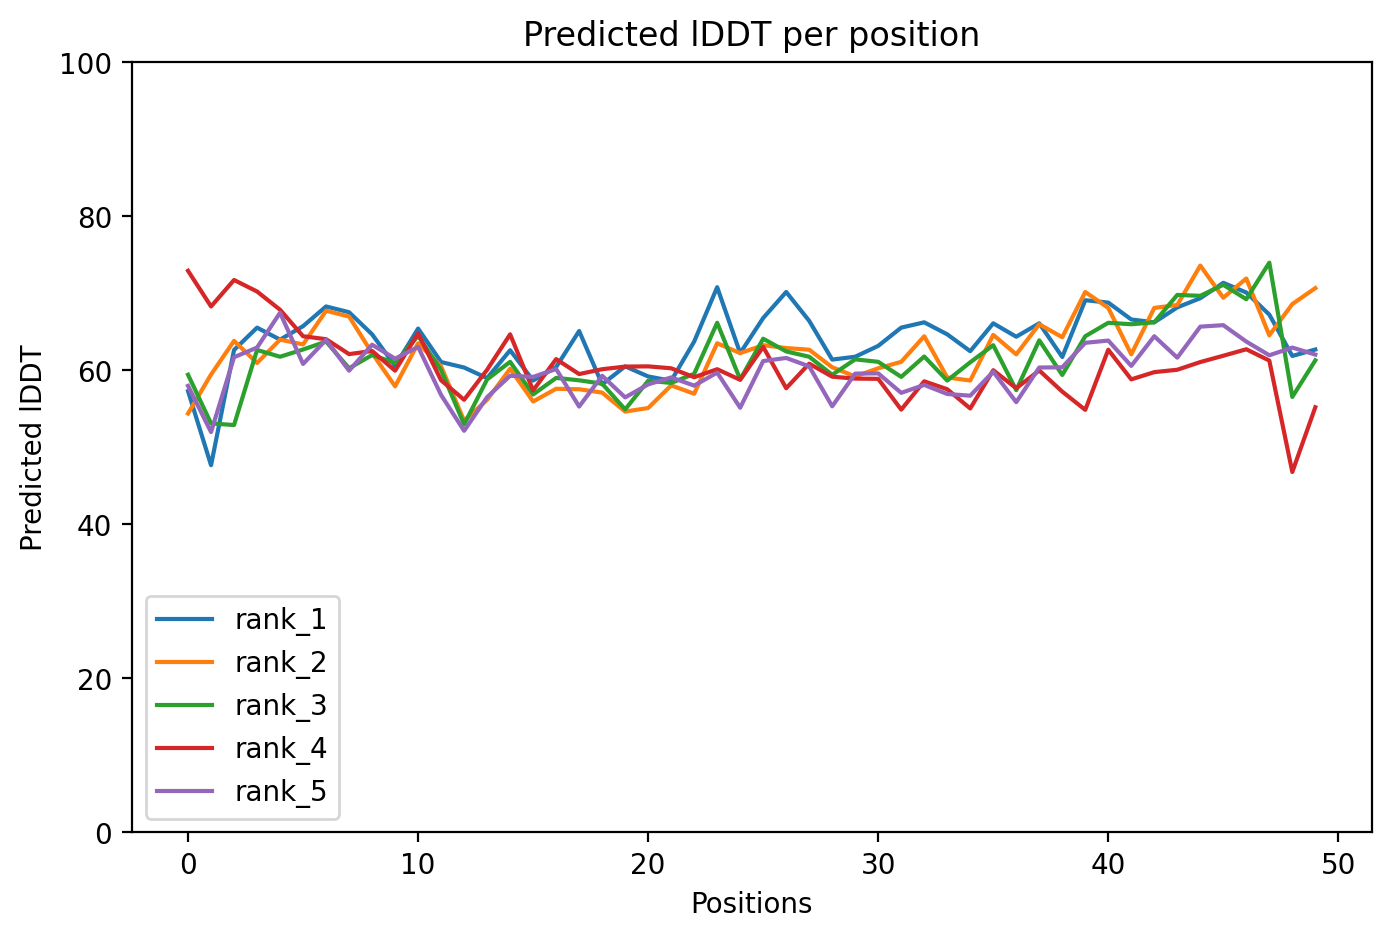 Predicted lDDT per position
100
80
60
40
20
0
Predicted lDDT
rank_1
rank_2
rank_3
rank_4
rank_5
0 10 20 30 40 50
Positions